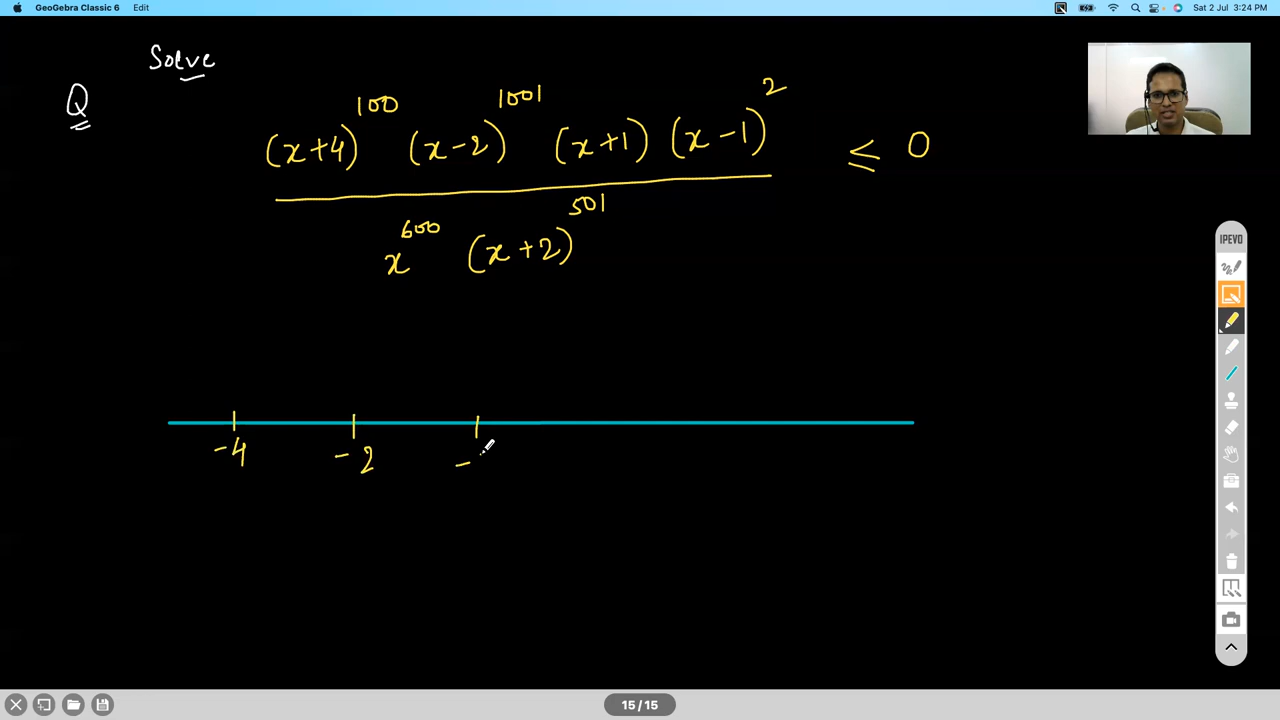 GeoGebra Classic 6 Edit Sat 2 Jul 3:24 PM
Solve
Q
(x+4)^100 (x-2)^1001 (x+1) (x-1)^2 ≤ 0
x^600 (x+2)^501
IPEVO
-4 -2 -
15/15